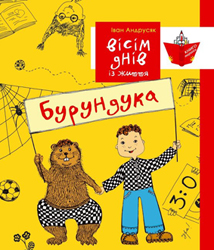 Іван Андрусяк
вісім
днів
із життя
Бурундука
3:0